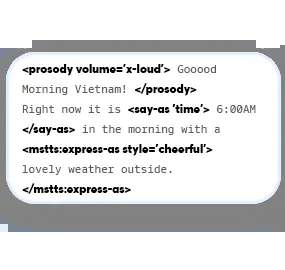 <prosody volume='x-loud'> Gooood
Morning Vietnam! </prosody>
Right now it is <say-as 'time'> 6:00AM
</say-as> in the morning with a
<mstts:express-as style='cheerful'>
lovely weather outside.
</mstts:express-as>